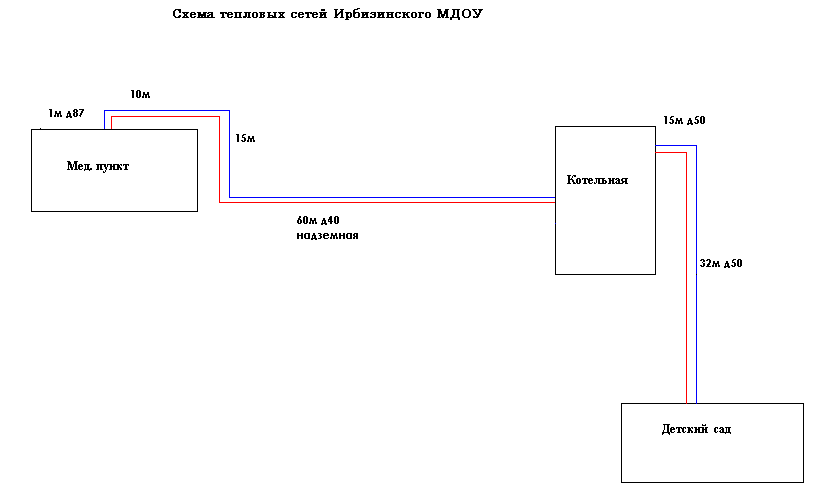 Схема тепловых сетей Ирбизинского МДОУ
10м
1м д87
15м д50
15м
Мед. пункт
Котельная
60м д40
надземная
32м д50
Детский сад